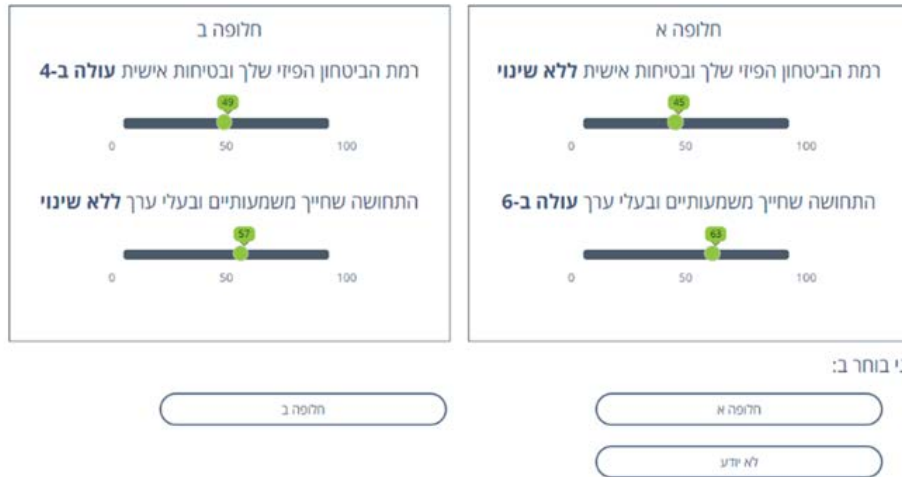 חלופה א
רמת הביטחון הפיזי שלך ובטיחות אישית ללא שינוי
45
0 50 100
התחושה שחייך משמעותיים ובעלי ערך עולה ב-6
63
0 50 100
חלופה ב
רמת הביטחון הפיזי שלך ובטיחות אישית עולה ב-4
49
0 50 100
התחושה שחייך משמעותיים ובעלי ערך ללא שינוי
57
0 50 100
בוחר ב:
חלופה א
חלופה ב
לא יודע